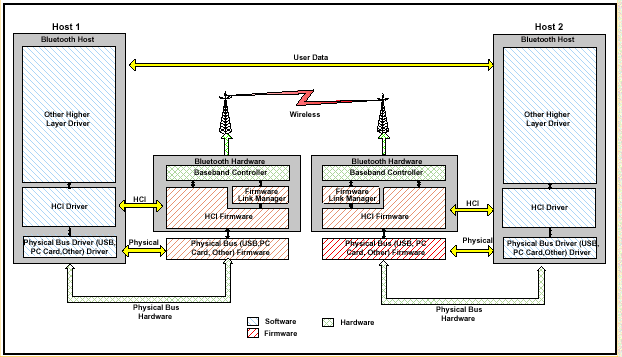 Host 1
Host 2
Bluetooth Host
Bluetooth Host
User Data
Other Higher
Layer Driver
Other Higher
Layer Driver
Wireless
Bluetooth Hardware
Bluetooth Hardware
Baseband Controller
Baseband Controller
Firmware
Link Manager
Firmware
Link Manager
HCI Driver
HCI
HCI Firmware
HCI Firmware
HCI
HCI Driver
Physical Bus Driver (USB,
PC Card,Other) Driver
Physical
Physical Bus (USB,PC
Card, Other) Firmware
Physical Bus (USB, PC
Card, Other) Firmware
Physical
Physical Bus Driver (USB,
PC Card,Other) Driver
Physical Bus
Hardware
Physical Bus
Hardware
Software
Hardware
Firmware